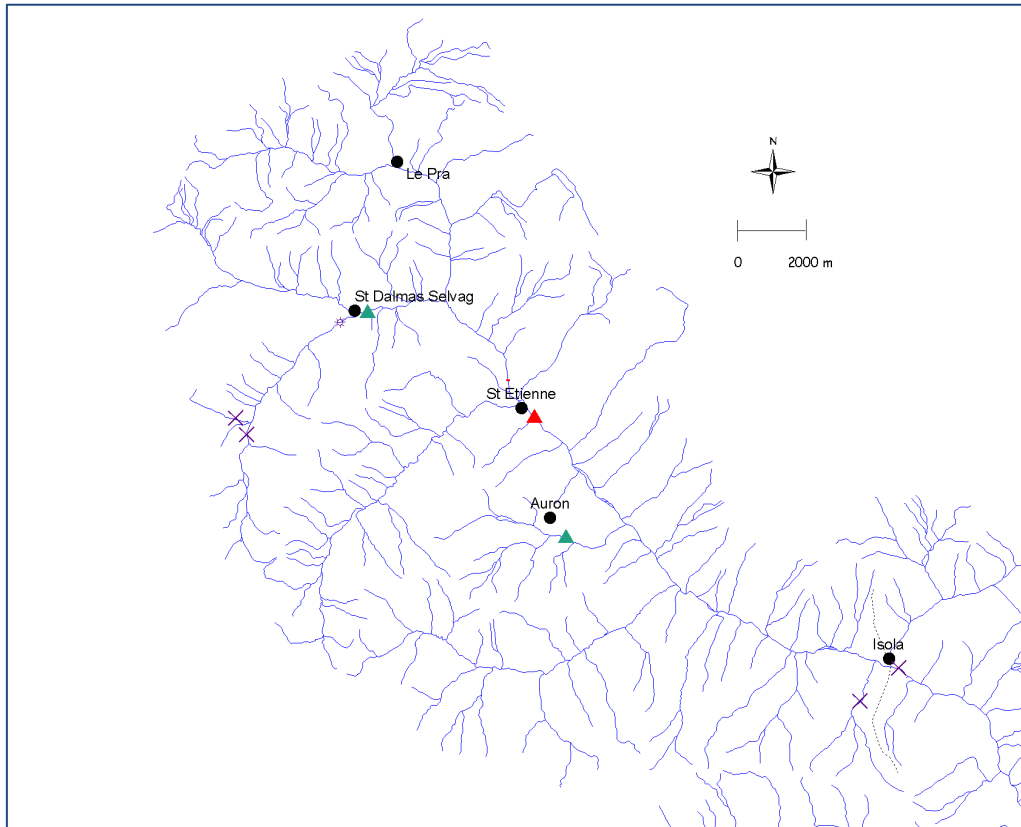 N
Le Pra
0 2000 m
St Dalmas Selvag
St Etienne
Auron
Isola